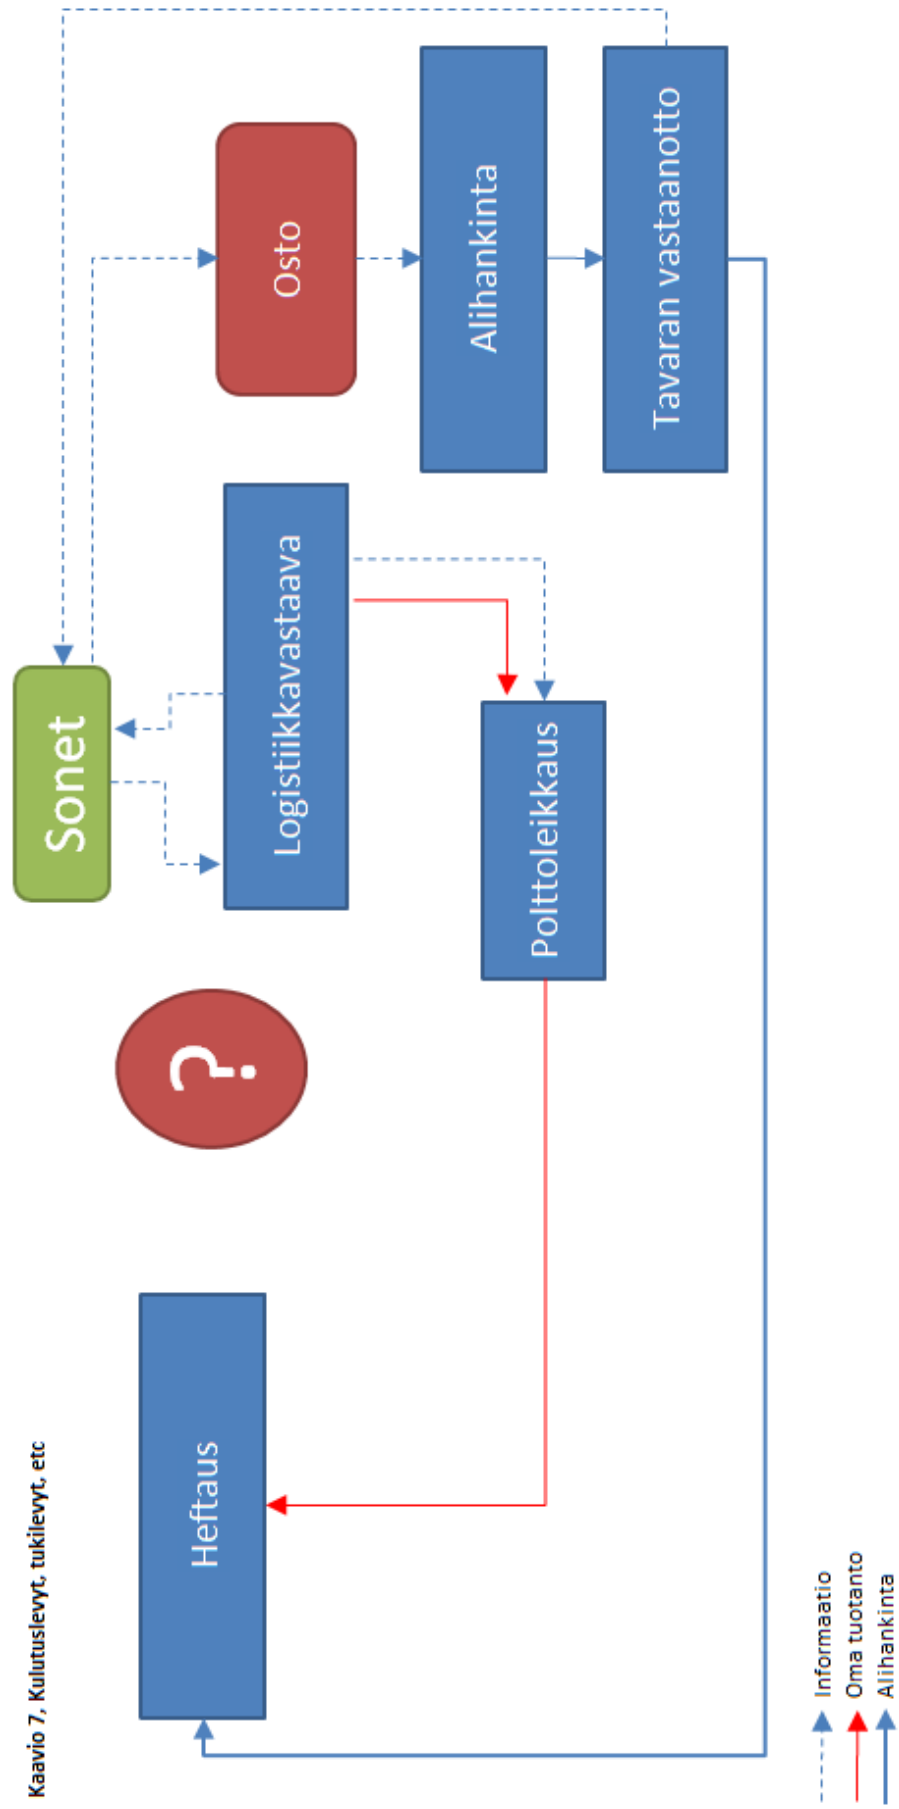 Kaavio 7, Kulutuslevyt, tukilevyt, etc
Sonet
?
Heftaus
Logistiikkavastaava
Osto
Polttoleikkaus
Alihankinta
Tavaran vastaanotto
Informaatio
Oma tuotanto
Alihankinta